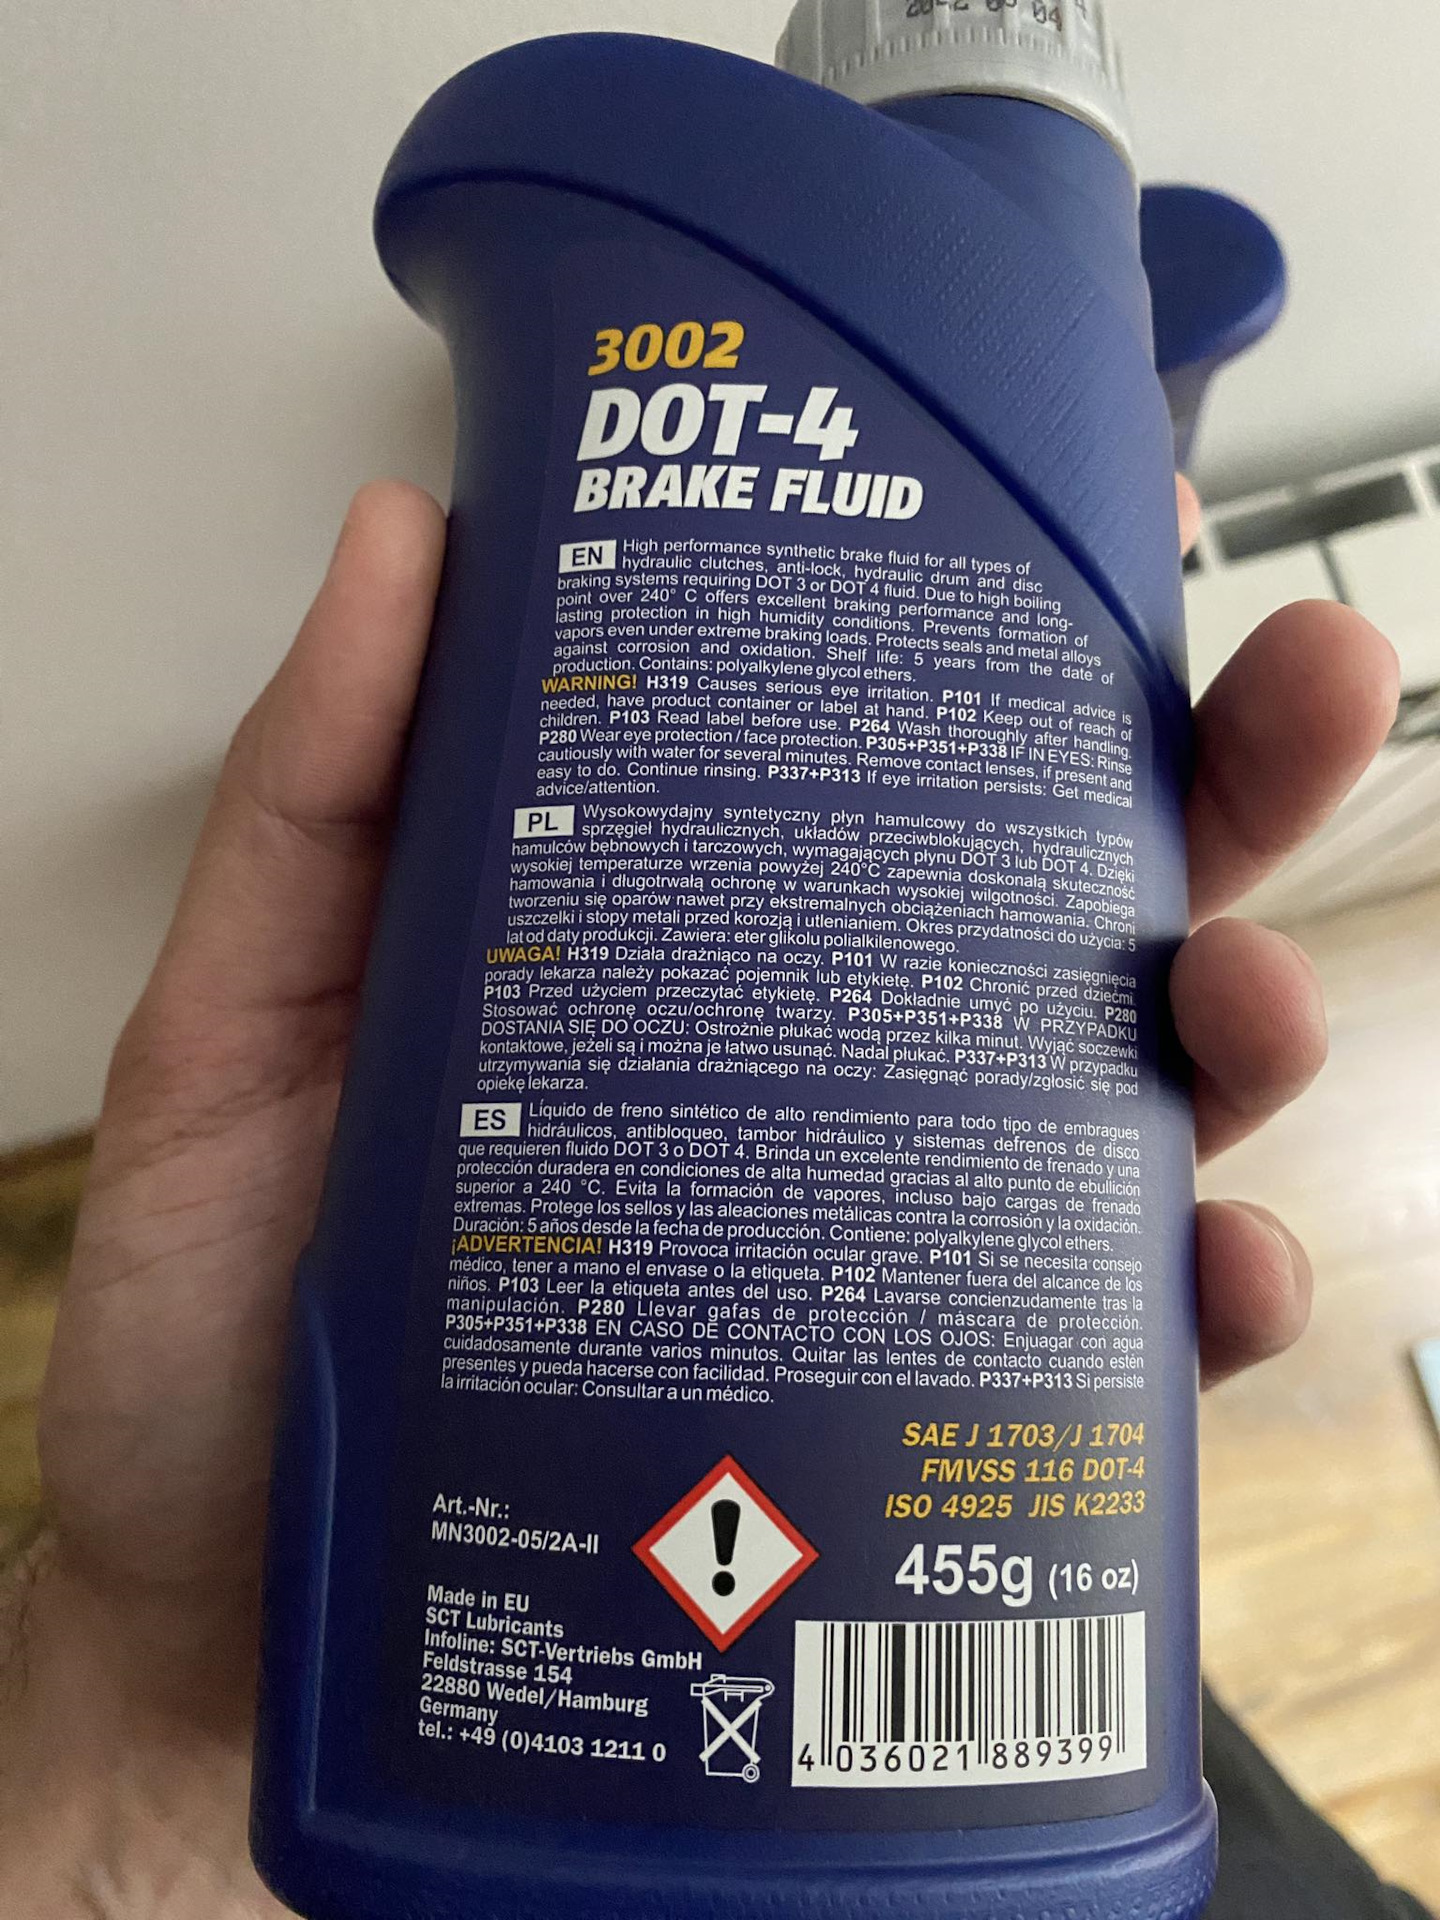 3002
DOT-4
BRAKE FLUID
EN High performance synthetic brake fluid for all types of
hydraulic clutches, anti-lock, hydraulic drum and disc
braking systems requiring DOT 3 or DOT 4 fluid. Due to high boiling
point over 240° C offers excellent braking performance and long-
lasting protection in high humidity conditions. Prevents formation of
vapors even under extreme braking loads. Protects seals and metal alloys
against corrosion and oxidation. Shelf life: 5 years from the date of
production. Contains: polyalkylene glycol ethers.
WARNING! H319 Causes serious eye irritation. P101 If medical advice is
needed, have product container or label at hand. P102 Keep out of reach of
children. P103 Read label before use. P264 Wash thoroughly after handling.
P280 Wear eye protection / face protection. P305+P351+P338 IF IN EYES: Rinse
cautiously with water for several minutes. Remove contact lenses, if present and
easy to do. Continue rinsing. P337+P313 If eye irritation persists: Get medical
advice/attention.
PL Wysokowydajny syntetyczny płyn hamulcowy do wszystkich typów
sprzęgieł hydraulicznych, układów przeciwblokujących, hydraulicznych
hamulców bębnowych i tarczowych, wymagających płynu DOT 3 lub DOT 4. Dzięki
wysokiej temperaturze wrzenia powyżej 240°C zapewnia doskonałą skuteczność
hamowania i długotrwałą ochronę w warunkach wysokiej wilgotności. Zapobiega
tworzeniu się oparów nawet przy ekstremalnych obciążeniach hamowania. Chroni
uszczelki i stopy metali przed korozją i utlenianiem. Okres przydatności do użycia: 5
lat od daty produkcji. Zawiera: eter glikolu polialkilenowego.
UWAGA! H319 Działa drażniąco na oczy. P101 W razie konieczności zasięgnięcia
porady lekarza należy pokazać pojemnik lub etykietę. P102 Chronić przed dziećmi.
P103 Przed użyciem przeczytać etykietę. P264 Dokładnie umyć po użyciu. P280
Stosować ochronę oczu/ochronę twarzy. P305+P351+P338 W PRZYPADKU
DOSTANIA SIĘ DO OCZU: Ostrożnie płukać wodą przez kilka minut. Wyjąć soczewki
kontaktowe, jeżeli są i można je łatwo usunąć. Nadal płukać. P337+P313 W przypadku
utrzymywania się działania drażniącego na oczy: Zasięgnąć porady/zgłosić się pod
opiekę lekarza.
ES Líquido de freno sintético de alto rendimiento para todo tipo de embragues
hidráulicos, antibloqueo, tambor hidráulico y sistemas defrenos de disco
que requieren fluido DOT 3 o DOT 4. Brinda un excelente rendimiento de frenado y una
protección duradera en condiciones de alta humedad gracias al alto punto de ebullición
superior a 240 °C. Evita la formación de vapores, incluso bajo cargas de frenado
extremas. Protege los sellos y las aleaciones metálicas contra la corrosión y la oxidación.
Duración: 5 años desde la fecha de producción. Contiene: polyalkylene glycol ethers.
¡ADVERTENCIA! H319 Provoca irritación ocular grave. P101 Si se necesita consejo
médico, tener a mano el envase o la etiqueta. P102 Mantener fuera del alcance de los
niños. P103 Leer la etiqueta antes del uso. P264 Lavarse concienzudamente tras la
manipulación. P280 Llevar gafas de protección / máscara de protección.
P305+P351+P338 EN CASO DE CONTACTO CON LOS OJOS: Enjuagar con agua
cuidadosamente durante varios minutos. Quitar las lentes de contacto cuando estén
presentes y pueda hacerse con facilidad. Proseguir con el lavado. P337+P313 Si persiste
la irritación ocular: Consultar a un médico.
SAE J 1703/J 1704
FMVSS 116 DOT-4
ISO 4925 JIS K2233
455g (16 oz)
Art.-Nr.:
MN3002-05/2A-II
Made in EU
SCT Lubricants
Infoline: SCT-Vertriebs GmbH
Feldstrasse 154
22880 Wedel/Hamburg
Germany
tel.: +49 (0)4103 1211 0
4 036021 889399